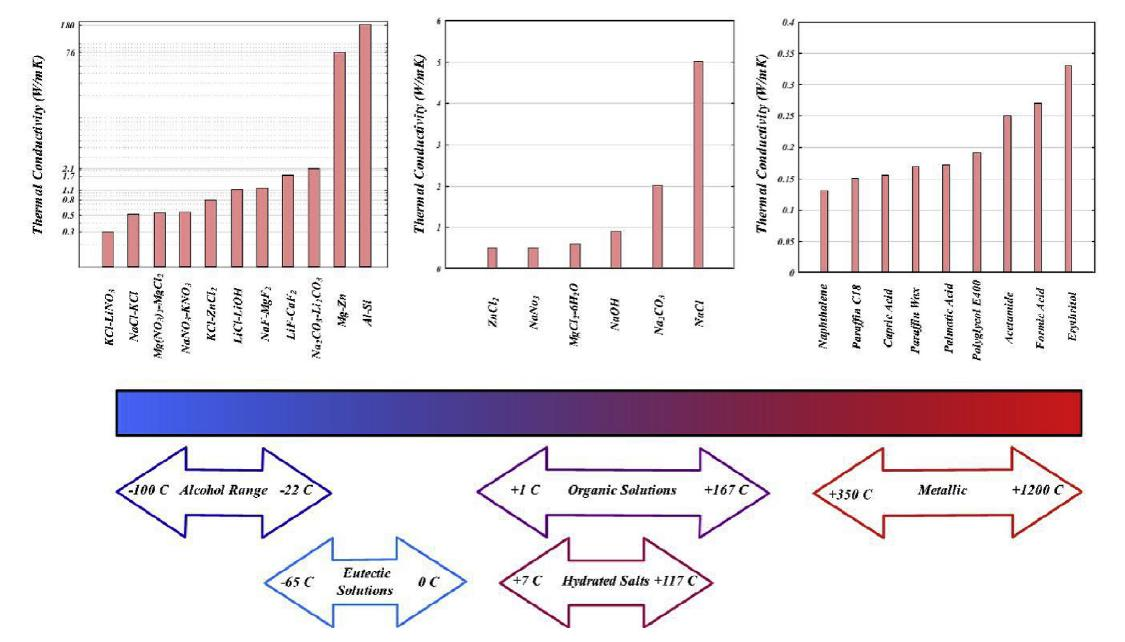 Thermal Conductivity (W/mK)
180
76
2.1
1.7
1.1
0.8
0.5
0.3
KCl-LiNO3
NaCl-KCl
Mg(NO3)2-MgCl2
NaNO3-KNO3
KCl-ZnCl2
LiCl-LiOH
NaF-MgF2
LiF-CaF2
Na2CO3-Li2CO3
Mg-Zn
Al-Si
Thermal Conductivity (W/mK)
6
5
4
3
2
1
0
ZnCl2
NaNo3
MgCl2-6H2O
NaOH
Na2CO3
NaCl
Thermal Conductivity (W/mK)
0.4
0.35
0.3
0.25
0.2
0.15
0.1
0.05
0
Naphthalene
Paraffin C18
Capric Acid
Paraffin Wax
Palmatic Acid
Polyglycol E400
Acetamide
Formic Acid
Erythritol
-100 C Alcohol Range -22 C
+1 C Organic Solutions +167 C
+350 C Metallic +1200 C
-65 C Eutectic Solutions 0 C
+7 C Hydrated Salts +117 C